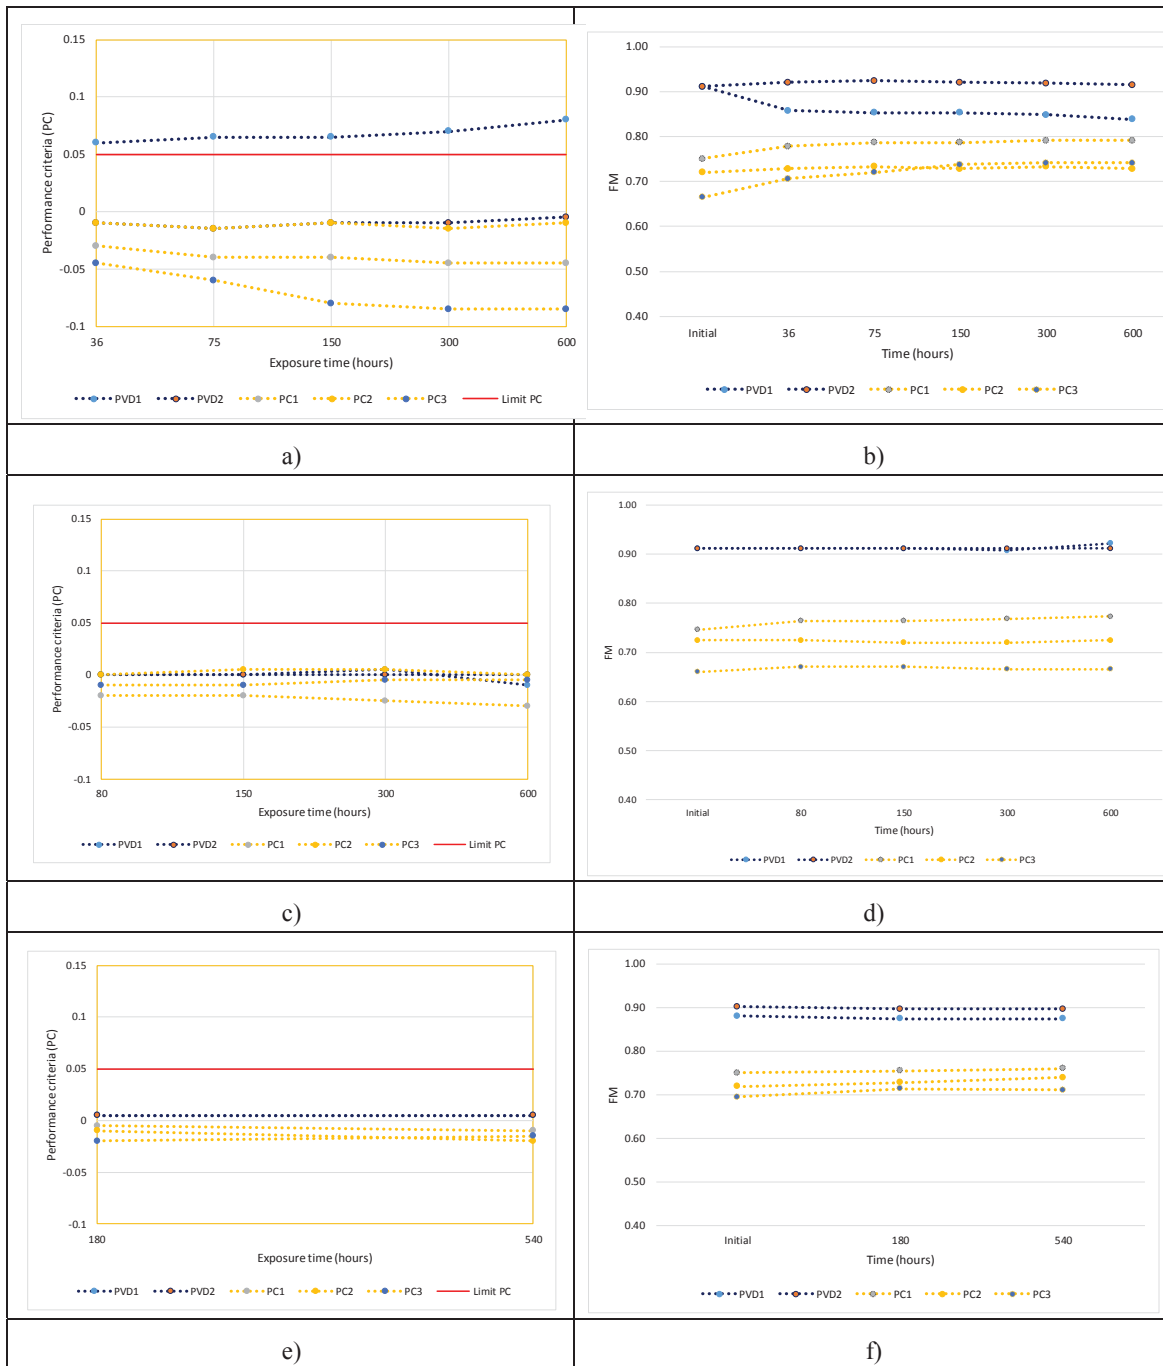 0.15
0.1
0.05
0
-0.05
-0.1
Performance criteria (PC)
36 75 150 300 600
Exposure time (hours)
PVD1 PVD2 PC1 PC2 PC3 Limit PC
a)
1.00
0.90
0.80
0.70
0.60
0.50
0.40
FM
Initial 36 75 150 300 600
Time (hours)
PVD1 PVD2 PC1 PC2 PC3
b)
0.15
0.1
0.05
0
-0.05
-0.1
Performance criteria (PC)
80 150 300 600
Exposure time (hours)
PVD1 PVD2 PC1 PC2 PC3 Limit PC
c)
1.00
0.90
0.80
0.70
0.60
0.50
0.40
FM
Initial 80 150 300 600
Time (hours)
PVD1 PVD2 PC1 PC2 PC3
d)
0.15
0.1
0.05
0
-0.05
-0.1
Performance criteria (PC)
180 540
Exposure time (hours)
PVD1 PVD2 PC1 PC2 PC3 Limit PC
e)
1.00
0.90
0.80
0.70
0.60
0.50
0.40
FM
Initial 180 540
Time (hours)
PVD1 PVD2 PC1 PC2 PC3
f)